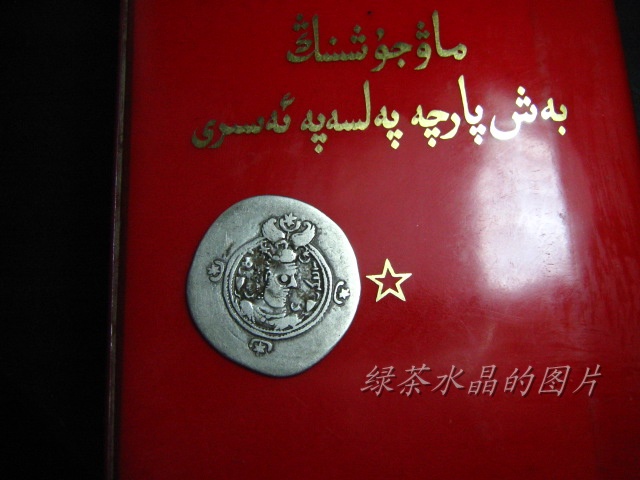 ماۋجۇشىنىڭ
بەش پارچە پەلسەپە ئەسىرى
绿茶水晶的图片